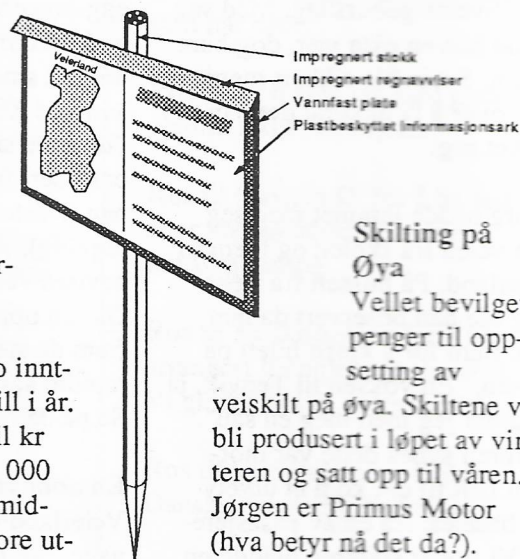 Veierland
Impregnert stokk
Impregnert regnavviser
Vannfast plate
Plastbeskyttet informasjonsark
Skilting på
Øya
Vellet bevilget
penger til opp-
setting av
veiskilt på øya. Skiltene v
bli produsert i løpet av vin
teren og satt opp til våren.
Jørgen er Primus Motor
(hva betyr nå det da?).
r-
o innt-
ill i år.
ll kr
000
mid-
ore ut-